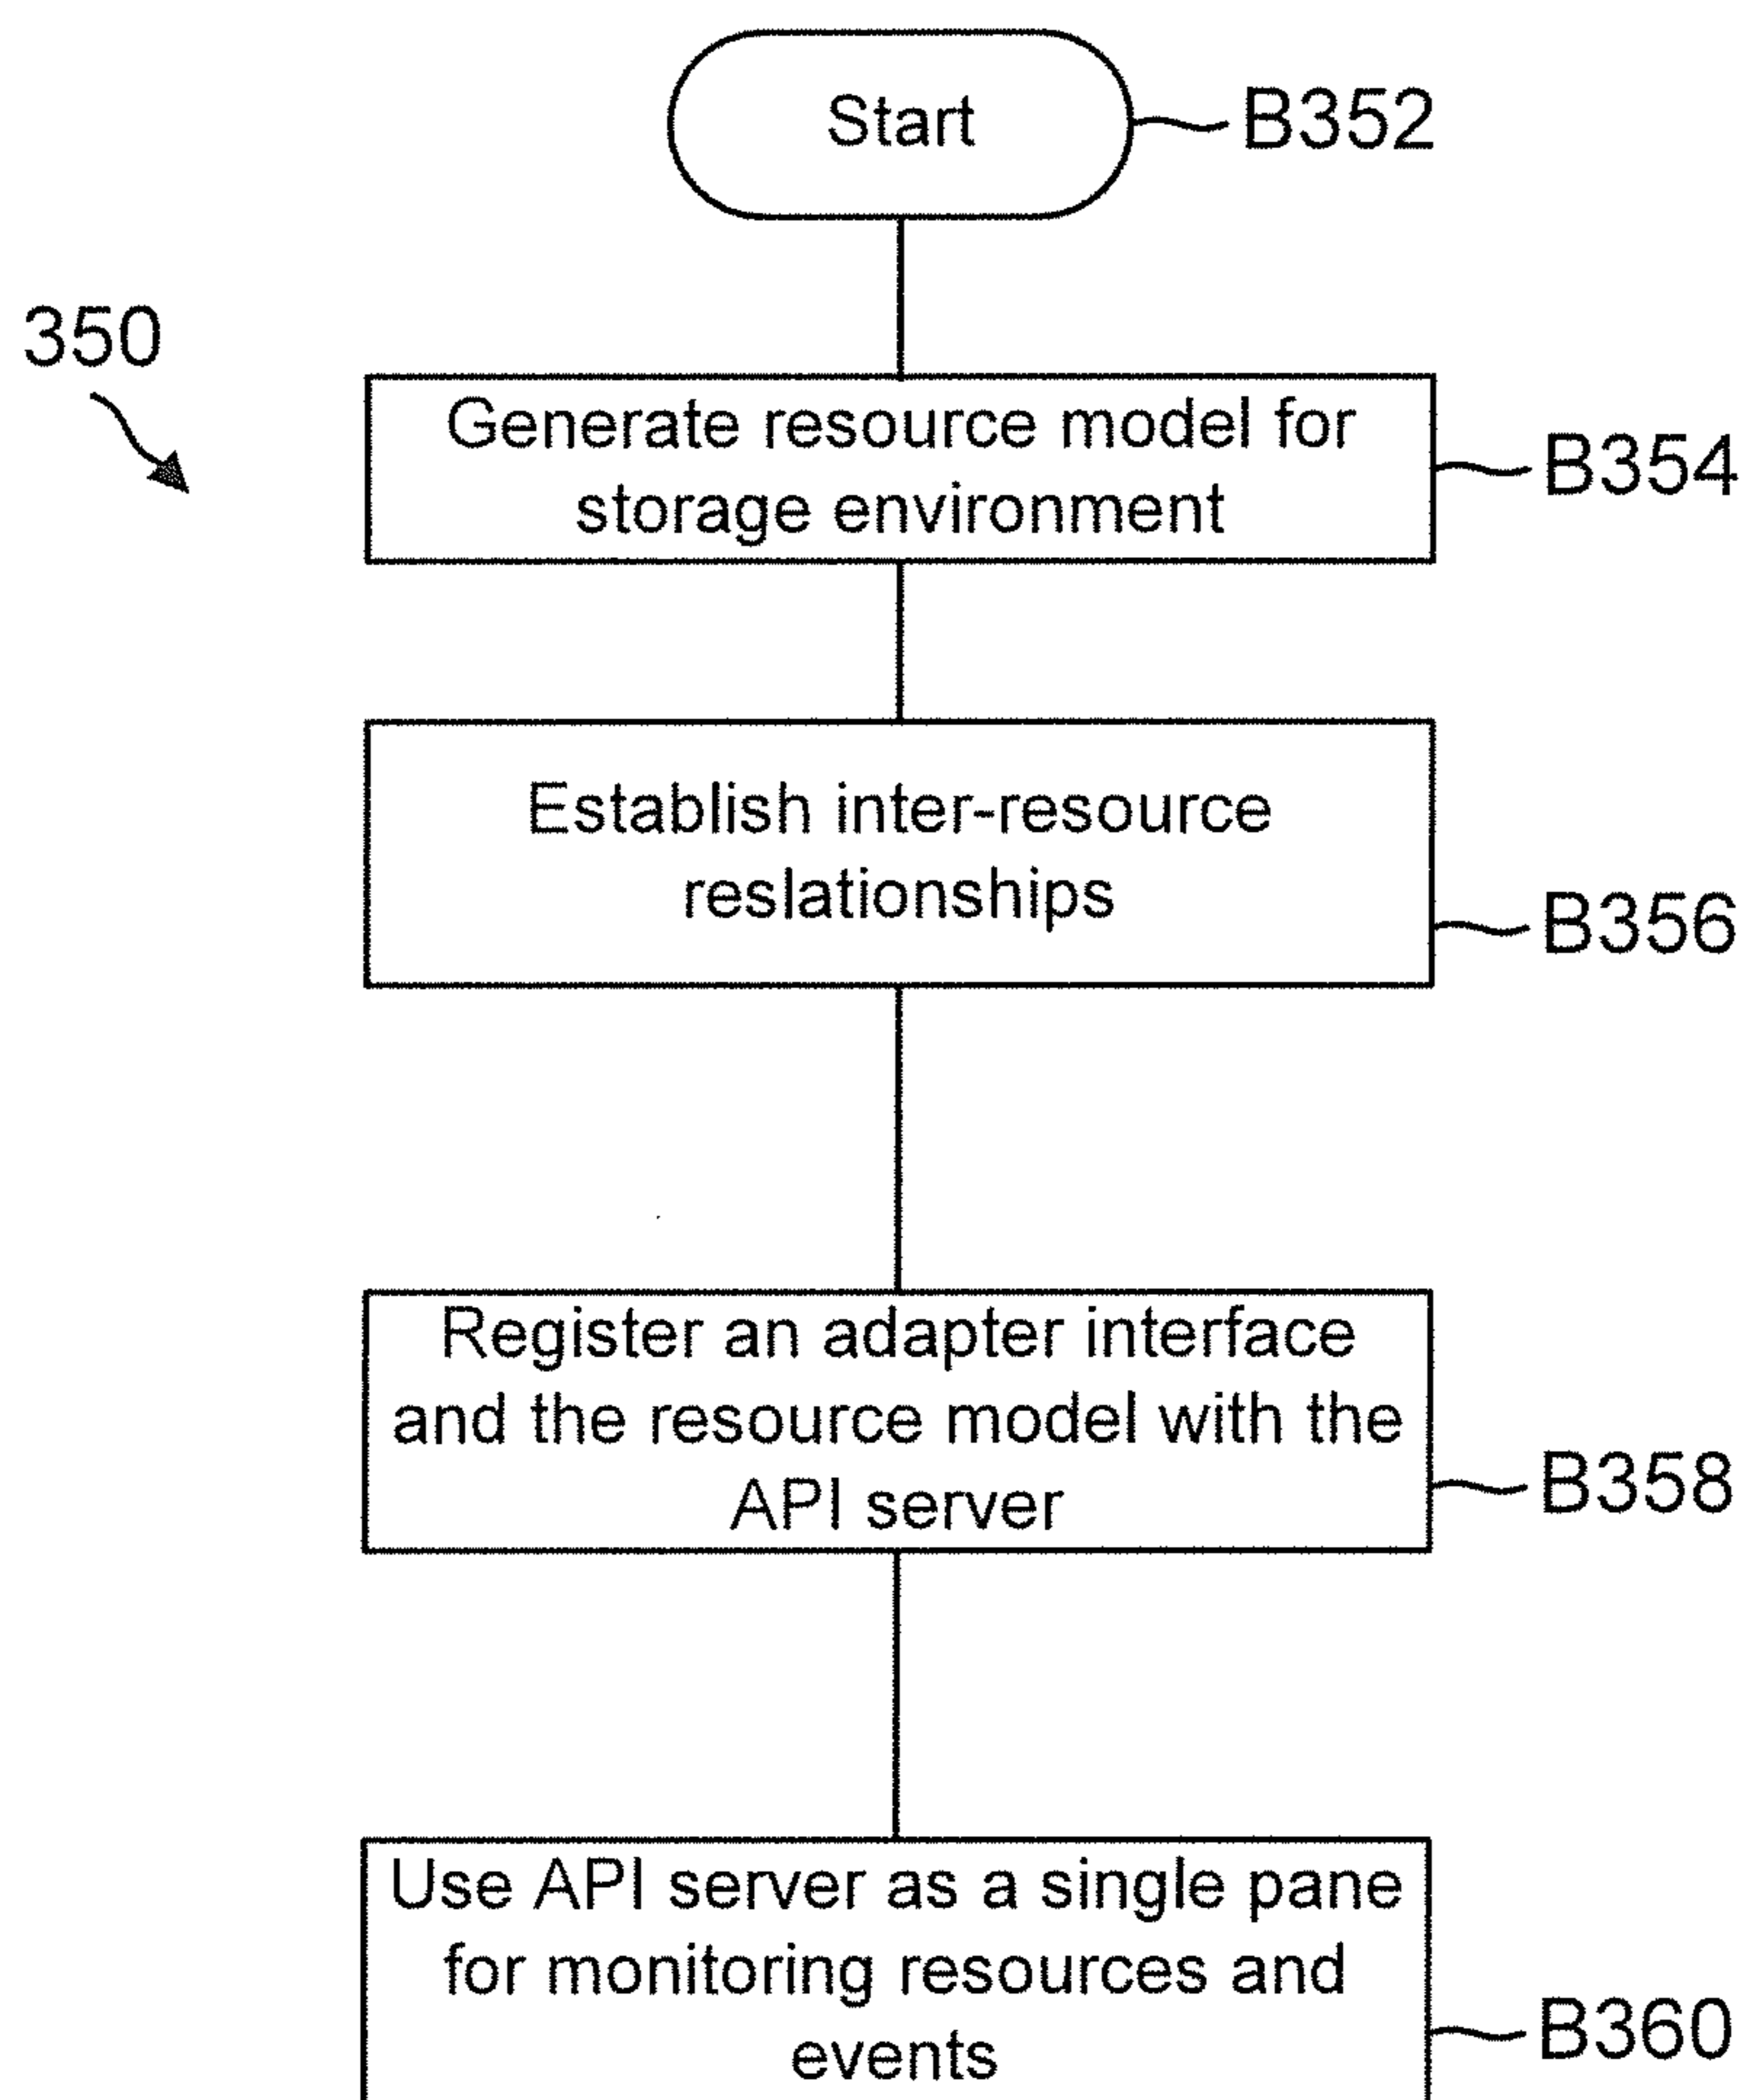 Start
B352
350
Generate resource model for
storage environment
B354
Establish inter-resource
reslationships
B356
Register an adapter interface
and the resource model with the
API server
B358
Use API server as a single pane
for monitoring resources and
events
B360